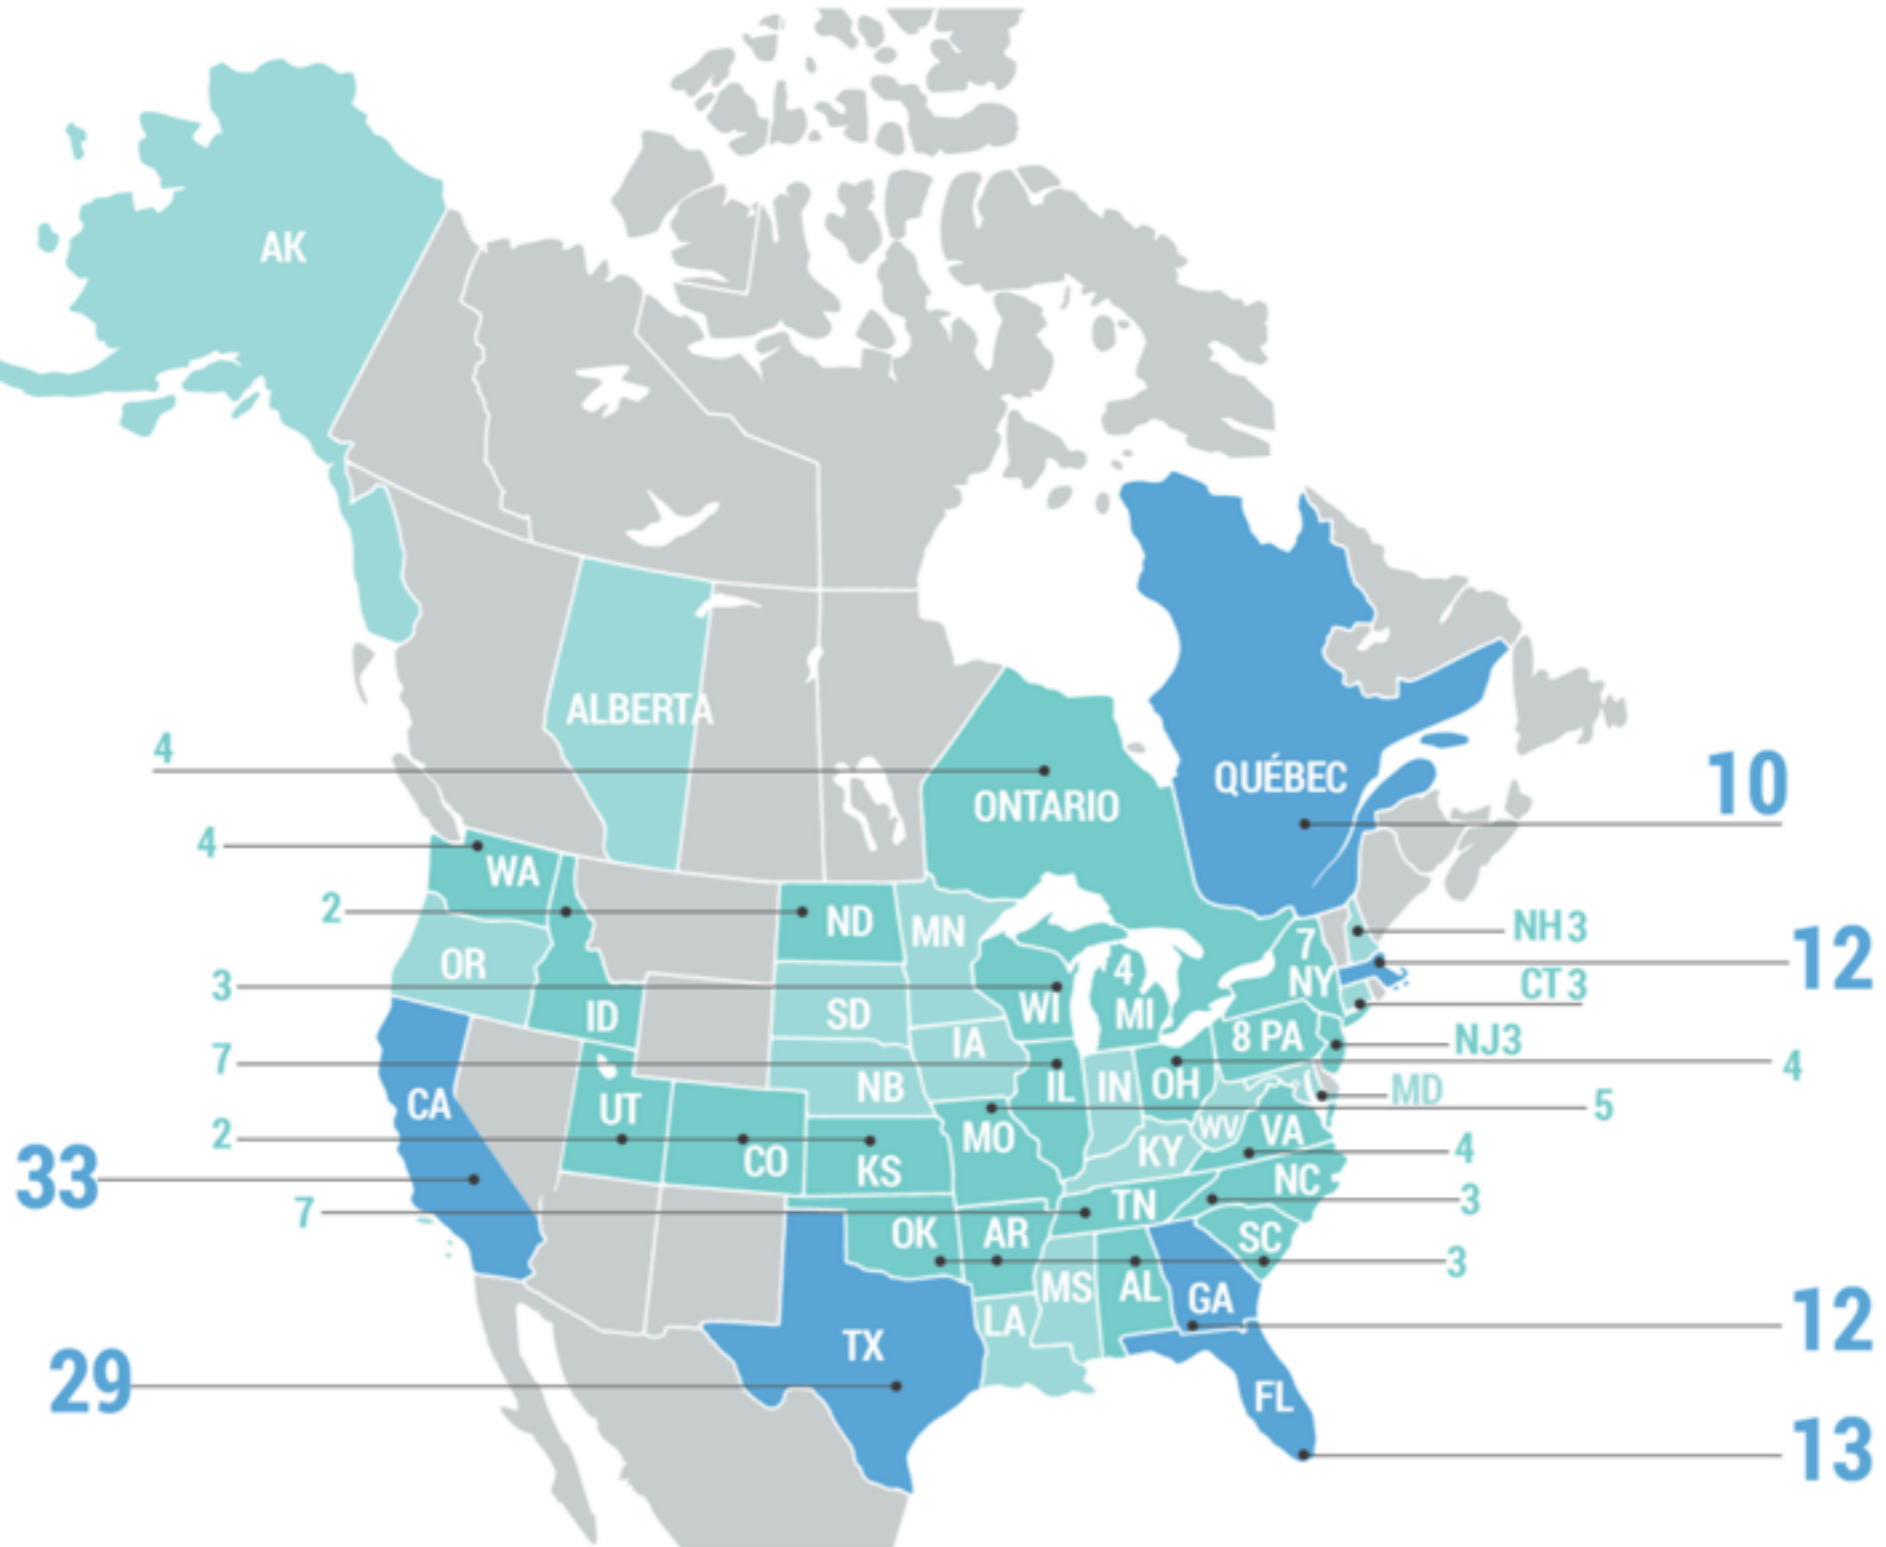 AK
ALBERTA
4
ONTARIO
QUÉBEC
10
4
WA
2
ND
MN
7
NH 3
12
OR
3
SD
WI
4
MI
NY
CT 3
ID
IA
8 PA
NJ3
7
NB
IL
IN
OH
4
CA
UT
MD
5
2
CO
KS
MO
KY
WV
VA
4
33
7
TN
NC
3
OK
AR
SC
3
MS
AL
GA
12
TX
LA
29
FL
13